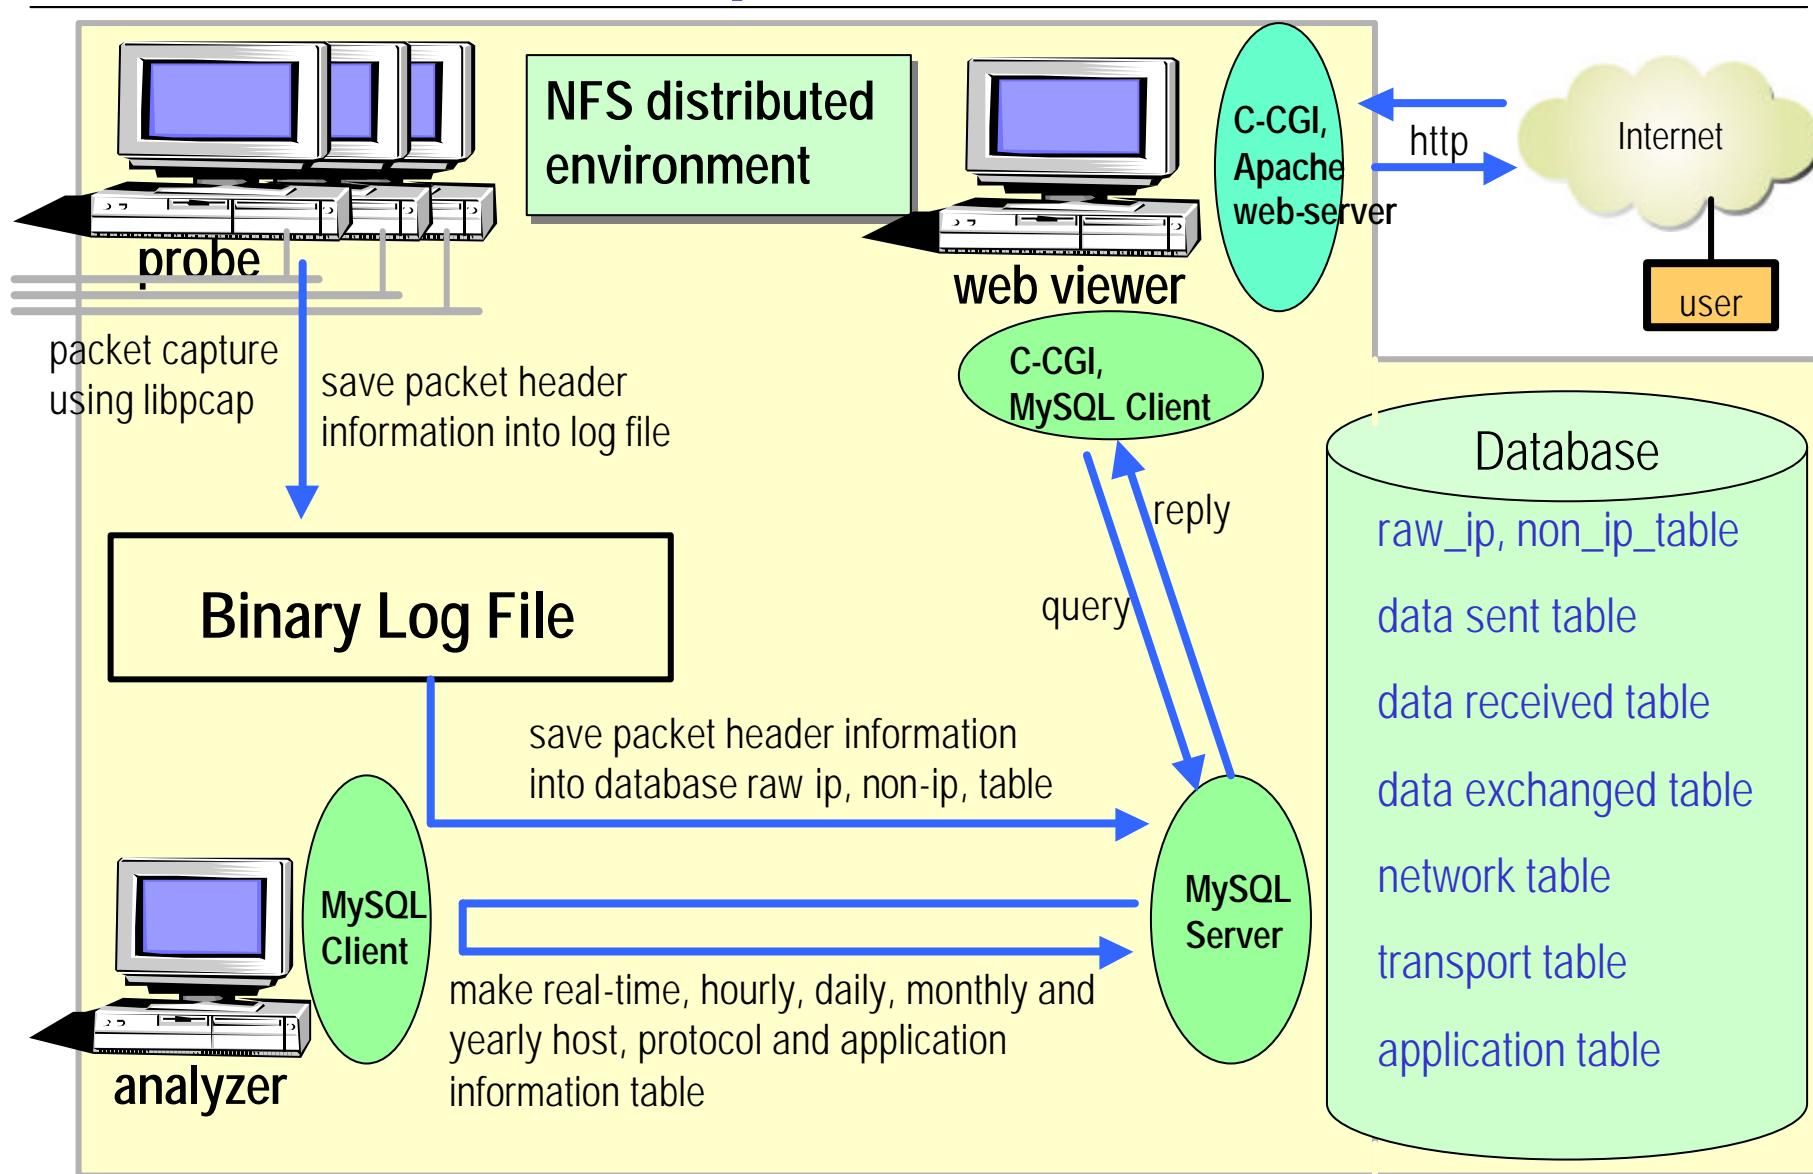 NFS distributed
environment
C-CGI,
Apache
web-server
http
Internet
user
probe
web viewer
packet capture
using libpcap
save packet header
information into log file
C-CGI,
MySQL Client
Database
raw_ip, non_ip_table
data sent table
data received table
data exchanged table
network table
transport table
application table
reply
query
Binary Log File
save packet header information
into database raw ip, non-ip, table
MySQL
Client
MySQL
Server
make real-time, hourly, daily, monthly and
yearly host, protocol and application
information table
analyzer